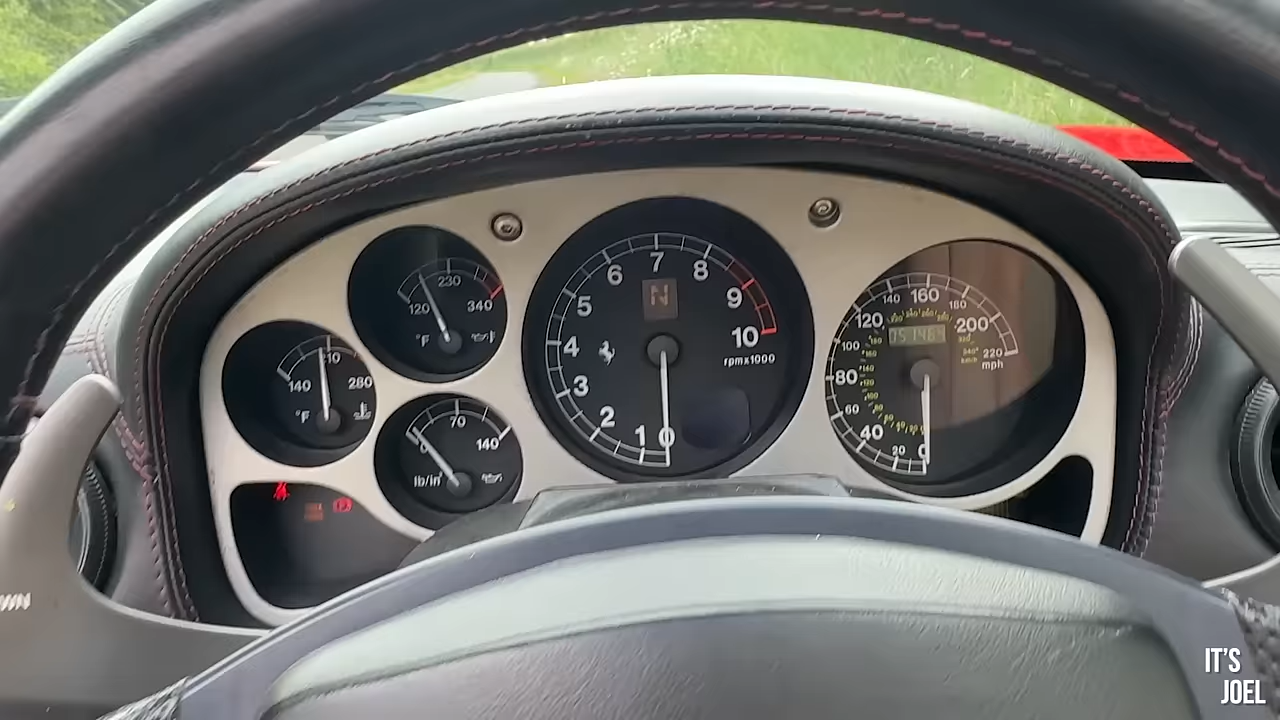 120 230 340
°F
140 210 280
°F
0 70 140
lb/in
0 1 2 3 4 5 6 7 8 9 10
rpmx1000
N
0 20 40 60 80 100 120 140 160 180 200 220
mph
IT'S
JOEL